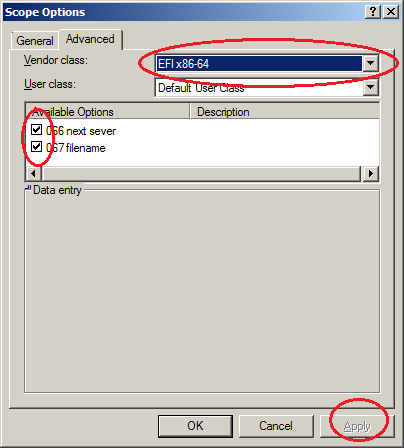 Scope Options
General Advanced
Vendor class: EFI x86-64
User class: Default User Class
Available Options Description
066 next sever
067 filename
Data entry
OK Cancel Apply